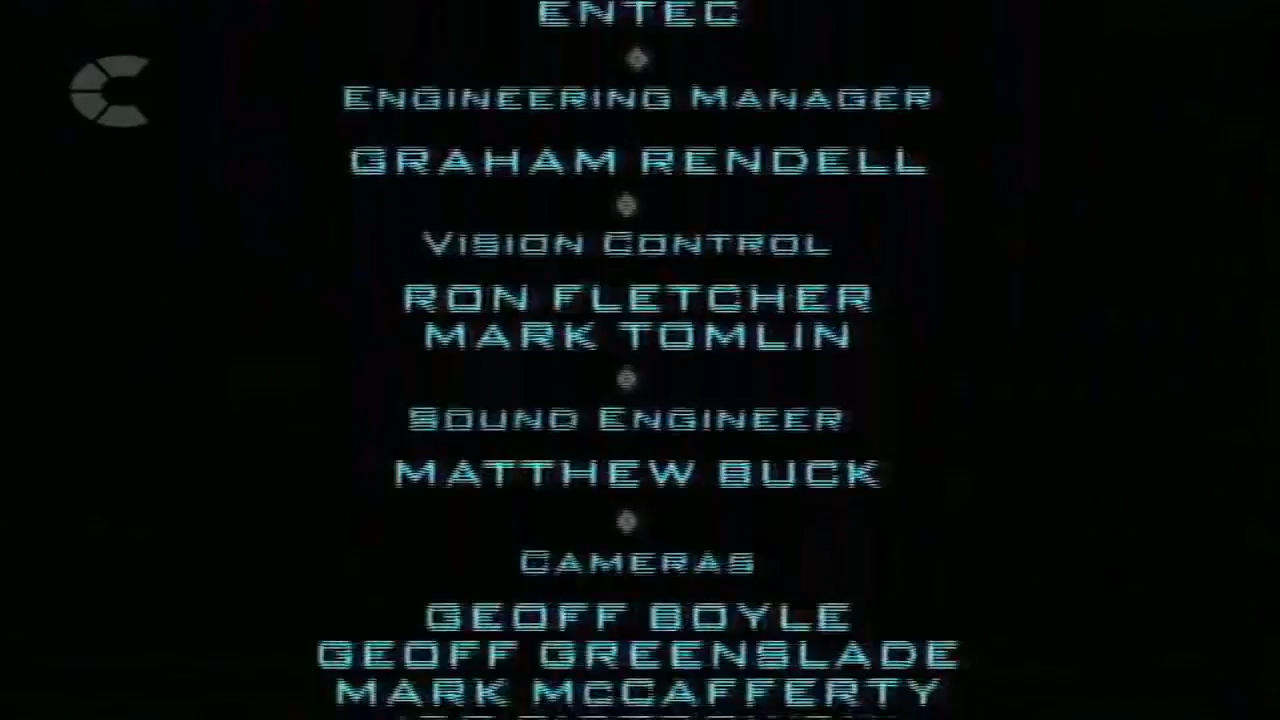 ENTEC
ENGINEERING MANAGER
GRAHAM RENDELL
VISION CONTROL
RON FLETCHER
MARK TOMLIN
SOUND ENGINEER
MATTHEW BUCK
CAMERAS
GEOFF BOYLE
GEOFF GREENSLADE
MARK MCCAFFERTY